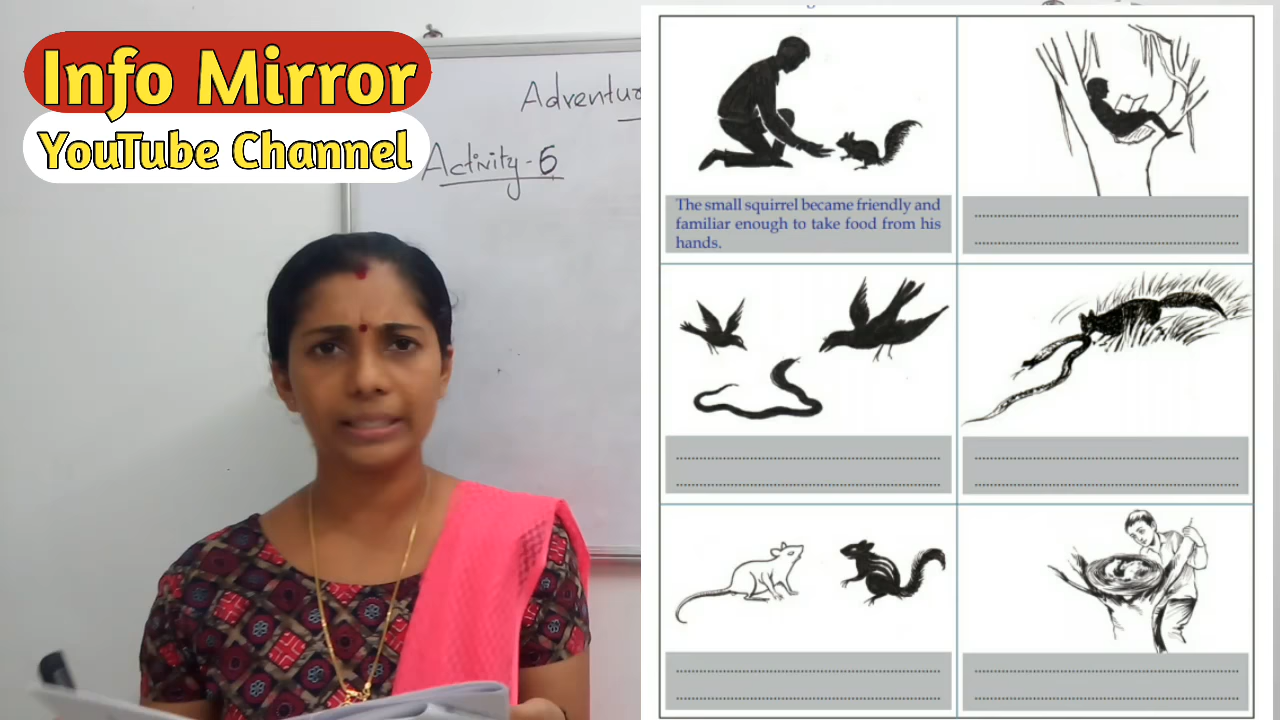 Info Mirror
YouTube Channel
Adventur
Activity-6
The small squirrel became friendly and
familiar enough to take food from his
hands.